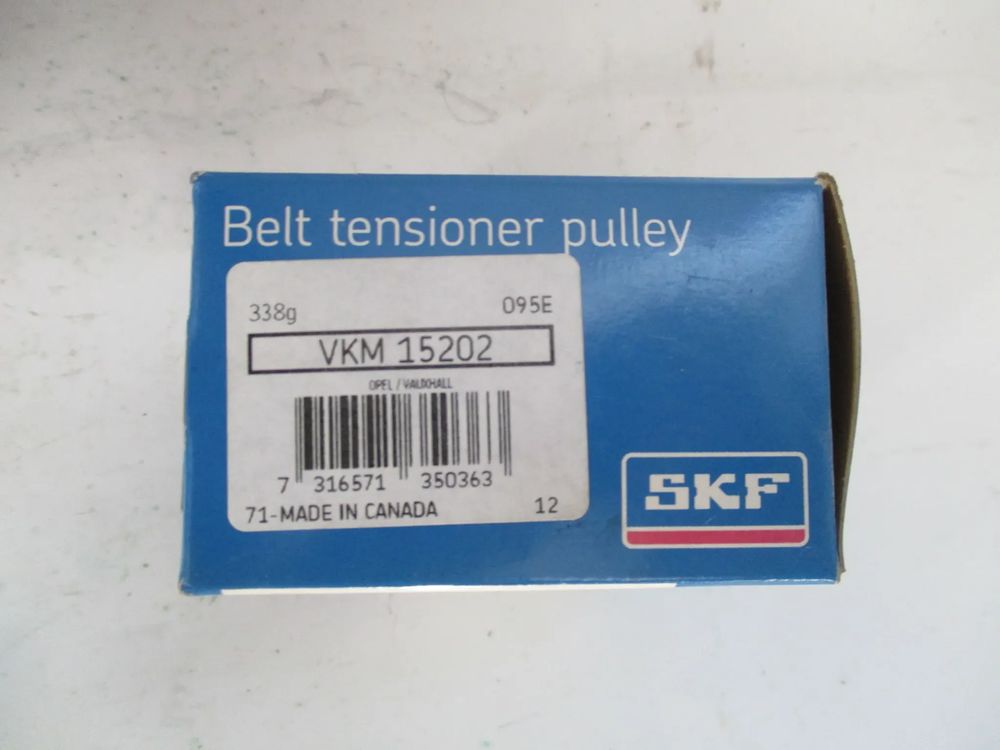 Belt tensioner pulley
338g 095E
VKM 15202
OPEL / VAUXHALL
7 316571 350363
71-MADE IN CANADA 12
SKF